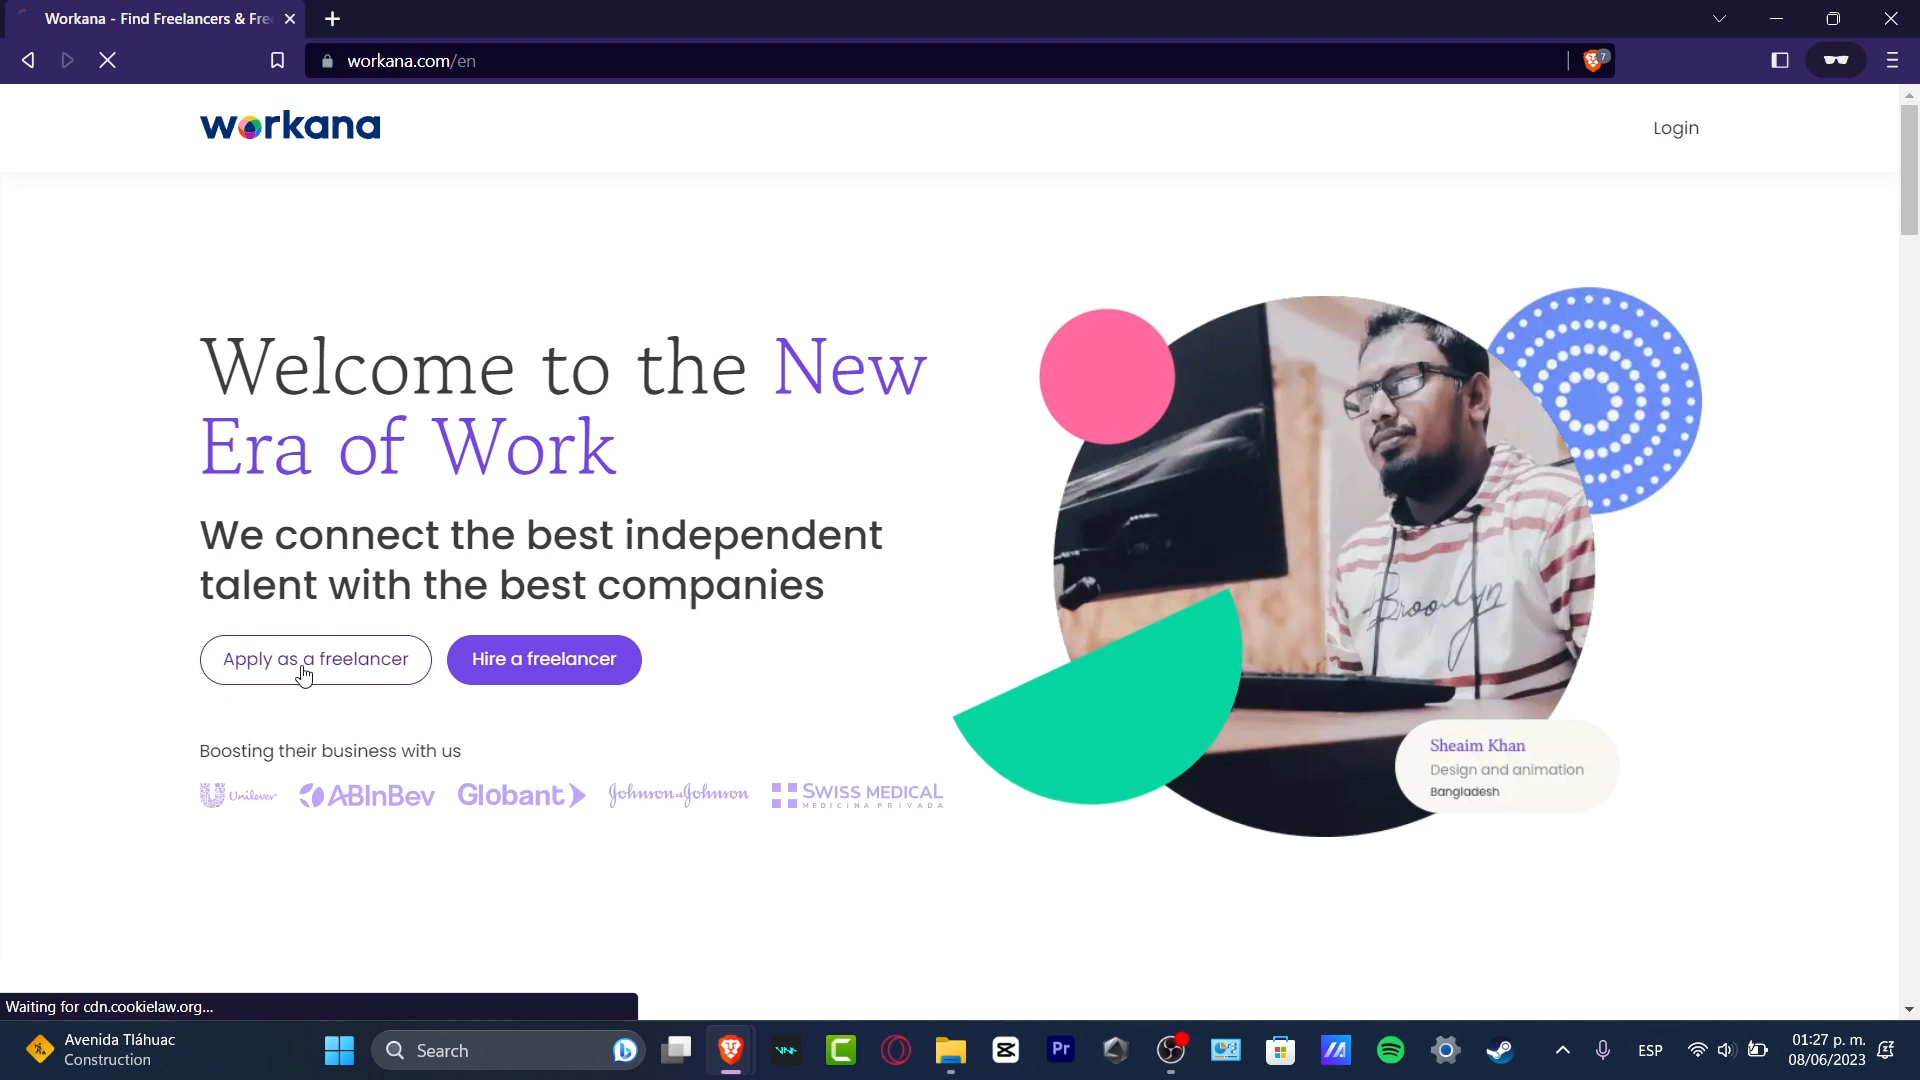 Workana - Find Freelancers & Fre
workana.com/en
7
workana
Login
Welcome to the New
Era of Work
We connect the best independent
talent with the best companies
Apply as a freelancer
Hire a freelancer
Boosting their business with us
Unilever
ABInBev
Globant
Johnson & Johnson
SWISS MEDICAL
MEDICINA PRIVADA
Brooklyn
Sheaim Khan
Design and animation
Bangladesh
Waiting for cdn.cookielaw.org...
Avenida Tláhuac
Construction
Search
Pr
ESP
01:27 p. m.
08/06/2023